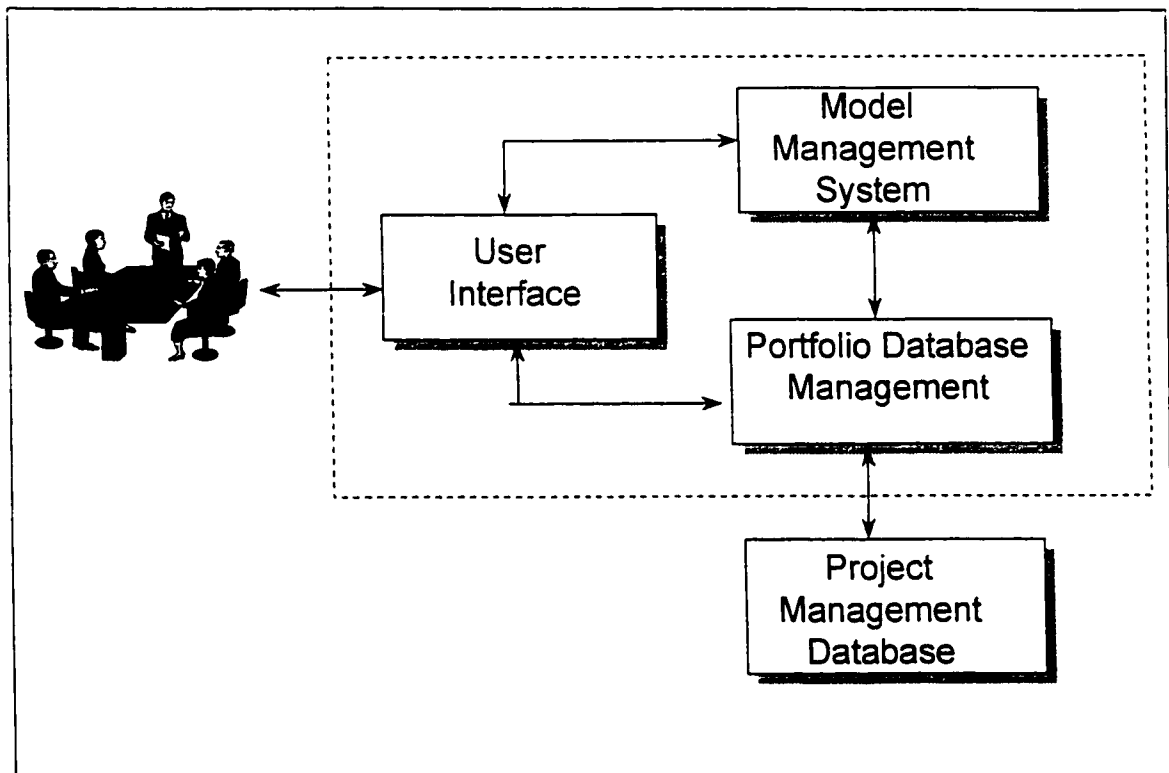 Model
Management
System
User
Interface
Portfolio Database
Management
Project
Management
Database